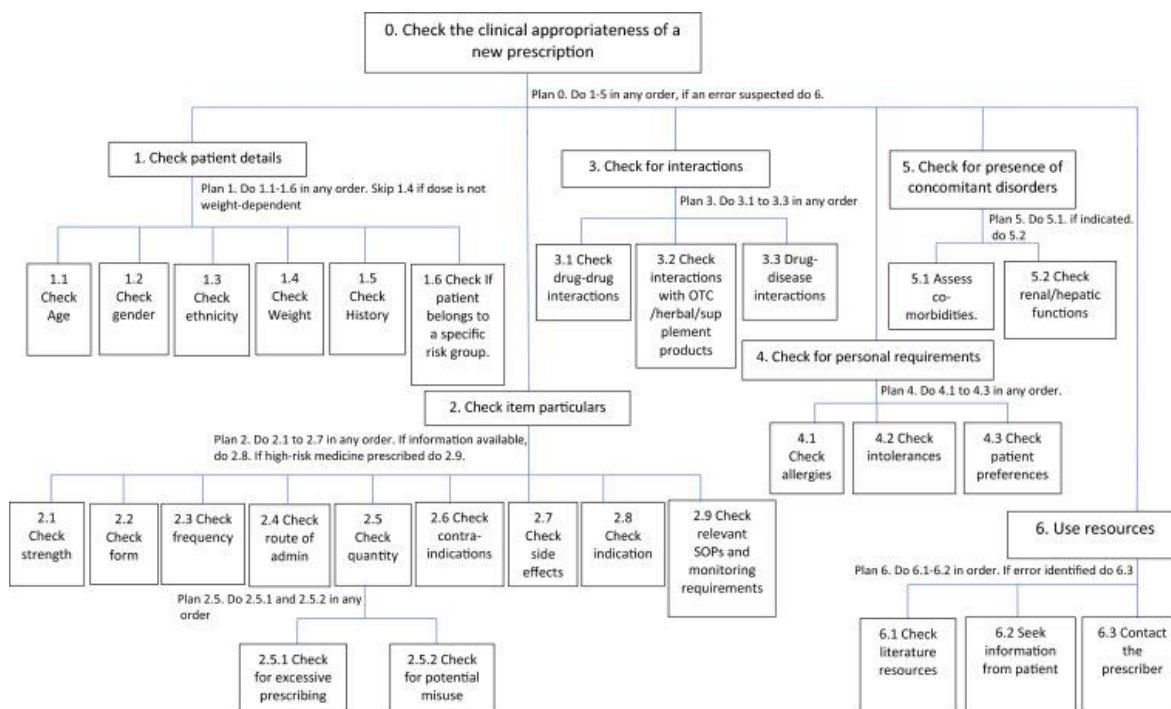 0. Check the clinical appropriateness of a
new prescription
Plan 0. Do 1-5 in any order, if an error suspected do 6.
1. Check patient details
Plan 1. Do 1.1-1.6 in any order. Skip 1.4 if dose is not
weight-dependent
1.1
Check
Age
1.2
Check
gender
1.3
Check
ethnicity
1.4
Check
Weight
1.5
Check
History
1.6 Check If
patient
belongs to
a specific
risk group.
3. Check for interactions
Plan 3. Do 3.1 to 3.3 in any order
3.1 Check
drug-drug
interactions
3.2 Check
interactions
with OTC
/herbal/sup
plement
products
3.3 Drug-
disease
interactions
5. Check for presence of
concomitant disorders
Plan 5. Do 5.1. if indicated.
do 5.2
5.1 Assess
co-
morbidities.
5.2 Check
renal/hepatic
functions
4. Check for personal requirements
Plan 4. Do 4.1 to 4.3 in any order.
4.1
Check
allergies
4.2 Check
intolerances
4.3 Check
patient
preferences
2. Check item particulars
Plan 2. Do 2.1 to 2.7 in any order. If information available,
do 2.8. If high-risk medicine prescribed do 2.9.
2.1
Check
strength
2.2
Check
form
2.3 Check
frequency
2.4 Check
route of
admin
2.5
Check
quantity
2.6 Check
contra-
indications
2.7
Check
side
effects
2.8
Check
indication
2.9 Check
relevant
SOPs and
monitoring
requirements
Plan 2.5. Do 2.5.1 and 2.5.2 in any
order
2.5.1 Check
for excessive
prescribing
2.5.2 Check
for potential
misuse
6. Use resources
Plan 6. Do 6.1-6.2 in order. If error identified do 6.3
6.1 Check
literature
resources
6.2 Seek
information
from patient
6.3 Contact
the
prescriber